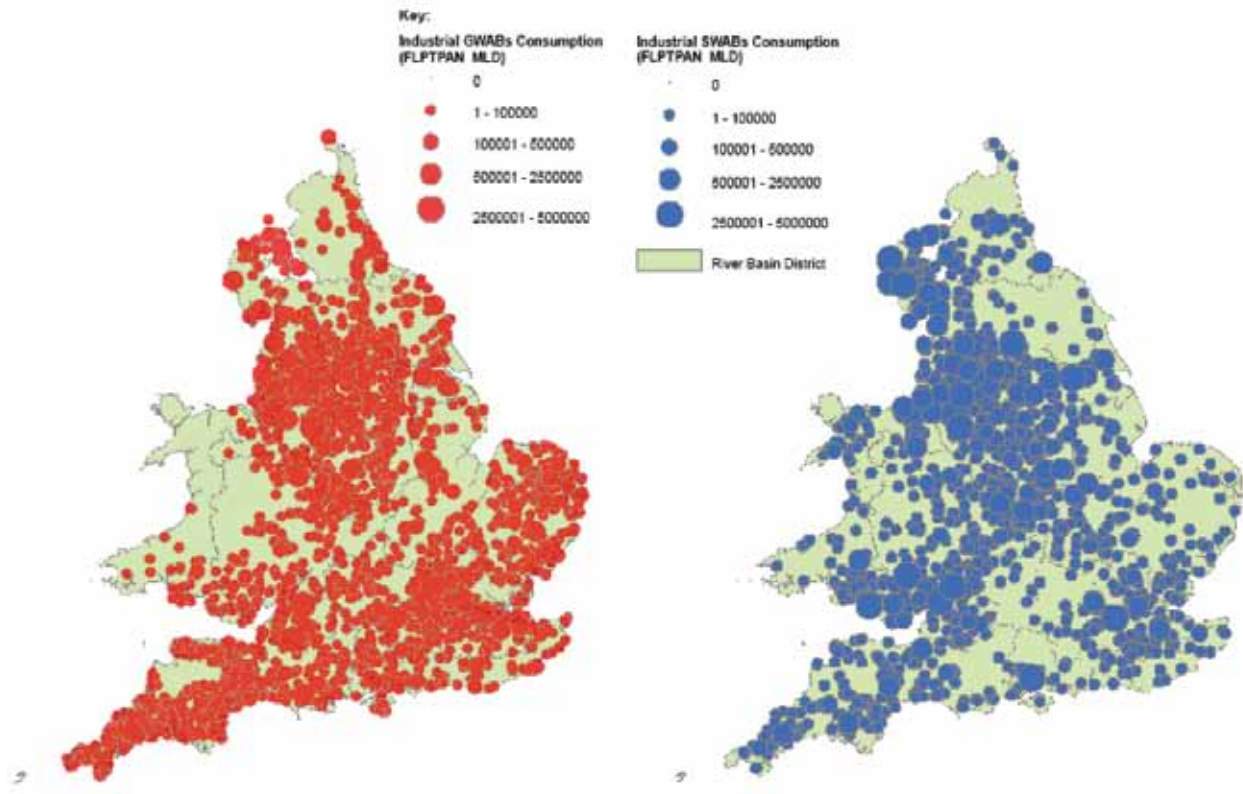 Key:
Industrial GWABs Consumption
(FLPTPAN MLD)
0
1 - 100000
100001 - 500000
500001 - 2500000
2500001 - 5000000
Industrial SWABs Consumption
(FLPTPAN MLD)
0
1 - 100000
100001 - 500000
500001 - 2500000
2500001 - 5000000
River Basin District